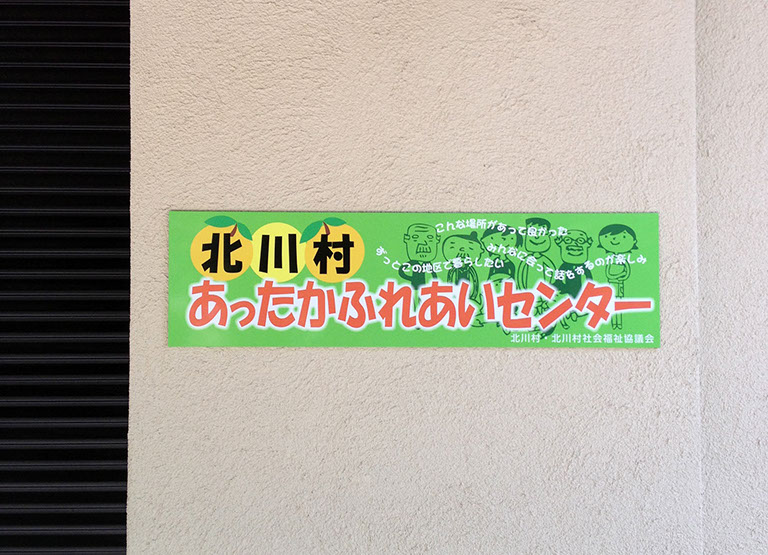 北川村
こんな場所があって良かった
みんなに会って話をするのが楽しみ
ずっとこの地区で暮らしたい
あったかふれあいセンター
北川村・北川村社会福祉協議会